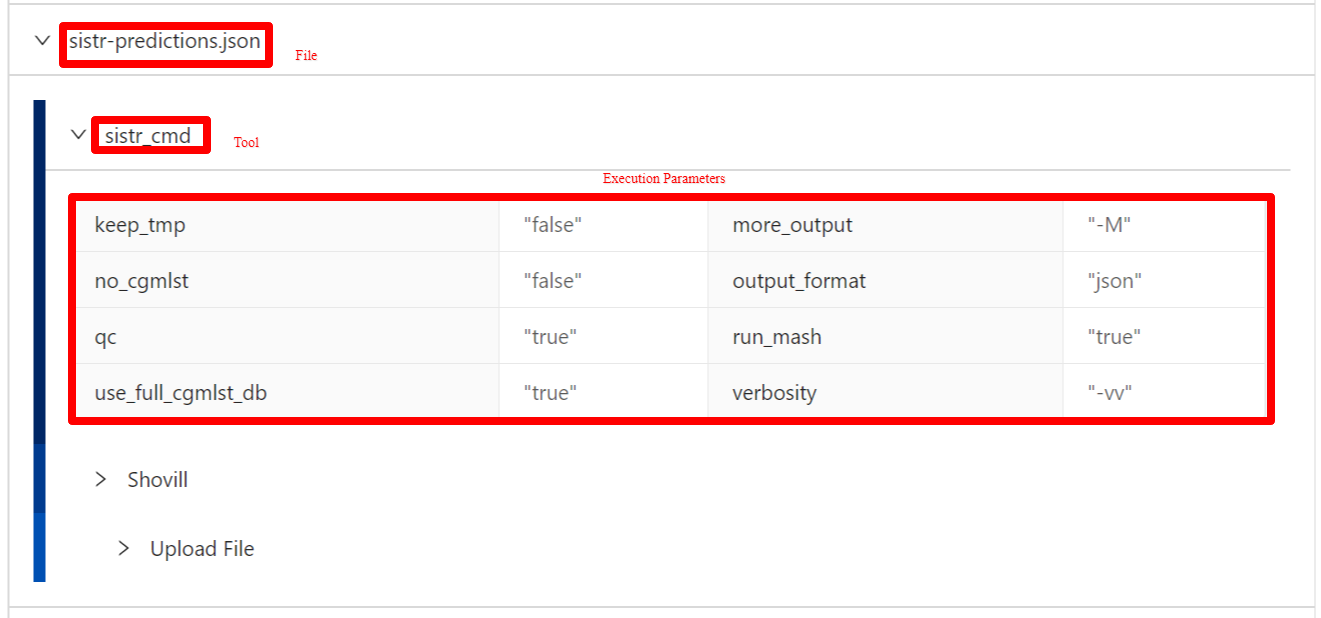 sistr-predictions.json
File
sistr_cmd
Tool
Execution Parameters
keep_tmp "false" more_output "-M"
no_cgmlst "false" output_format "json"
qc "true" run_mash "true"
use_full_cgmlst_db "true" verbosity "-vv"
Shovill
Upload File